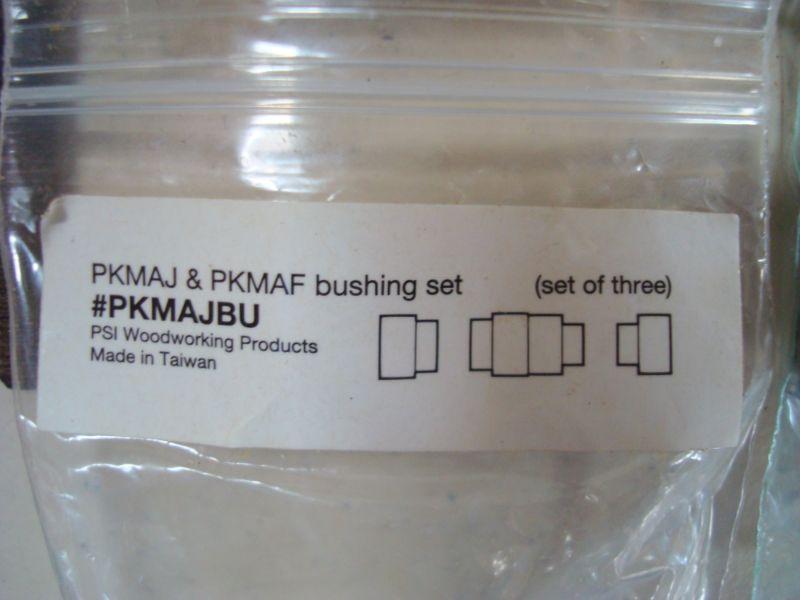 PKMAJ & PKMAF bushing set (set of three)
#PKMAJBU
PSI Woodworking Products
Made in Taiwan